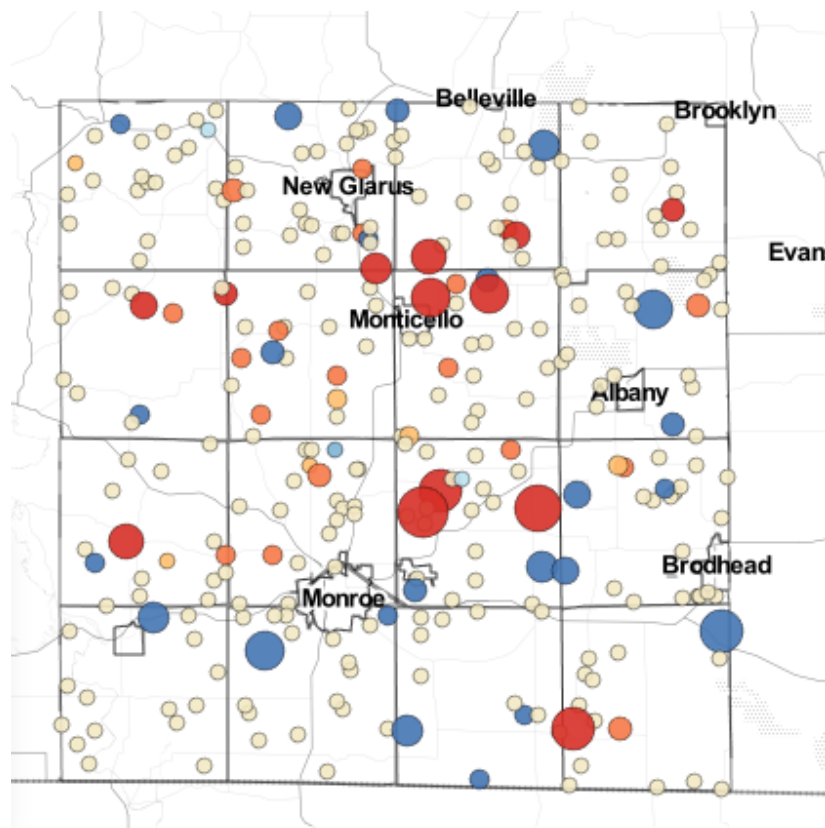 Belleville
Brooklyn
New Glarus
Evan
Monticello
Albany
Brodhead
Monroe